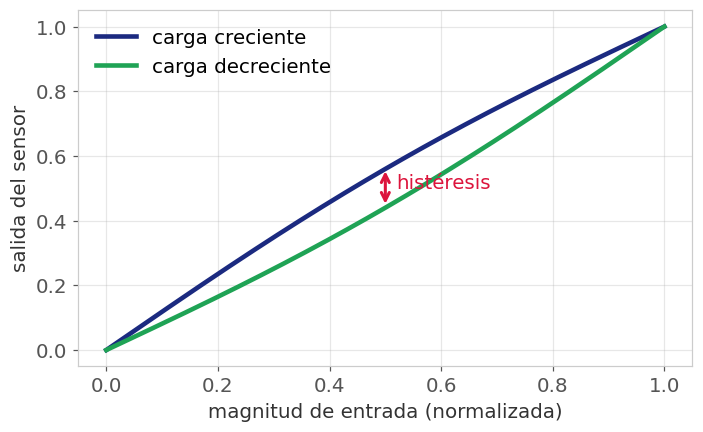 carga creciente
carga decreciente
histéresis
salida del sensor
1.0
0.8
0.6
0.4
0.2
0.0
0.0 0.2 0.4 0.6 0.8 1.0
magnitud de entrada (normalizada)